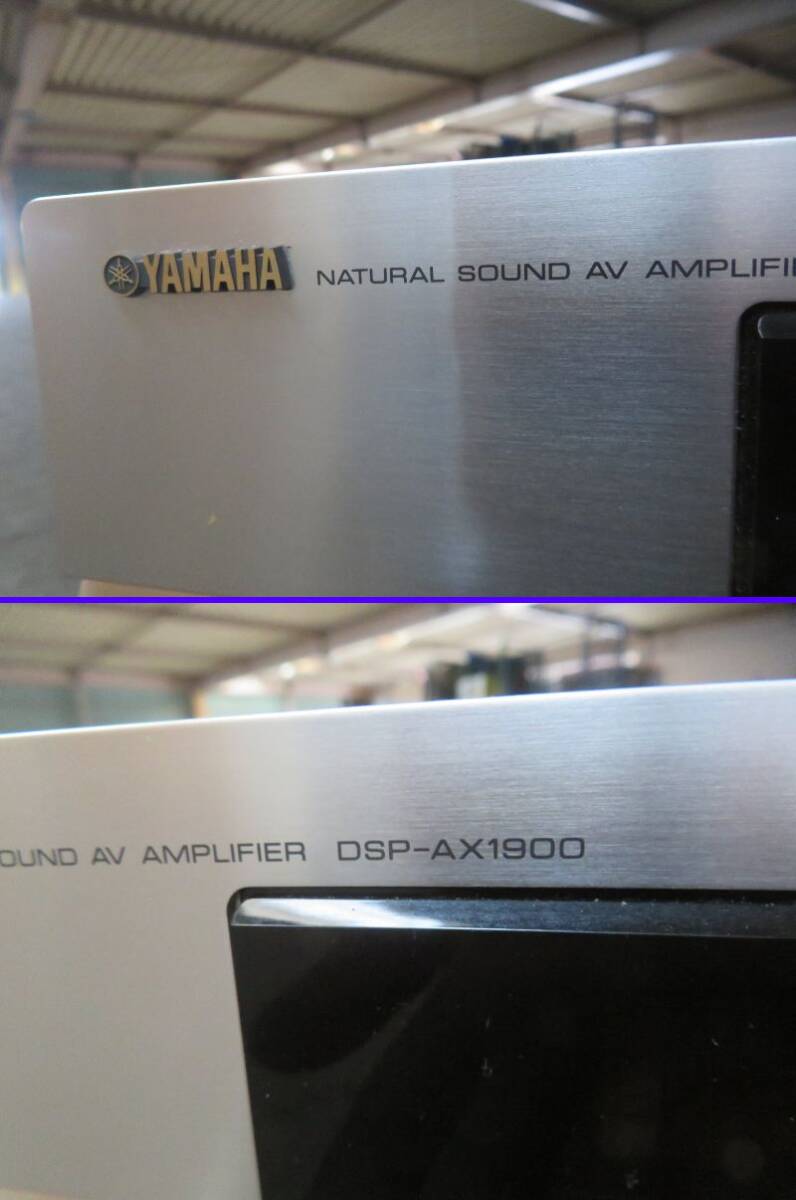 YAMAHA NATURAL SOUND AV AMPLIFI
OUND AV AMPLIFIER DSP-AX1900